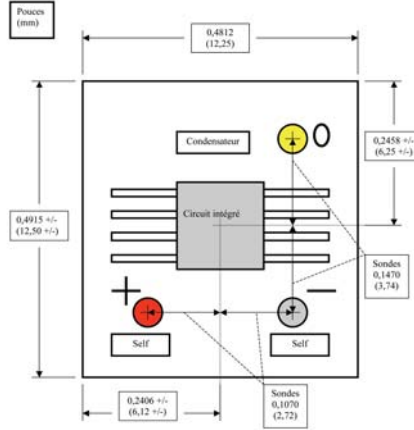 Pouces
(mm)
0,4812
(12,25)
Condensateur
O
0,2458 +/-
(6,25 +/-)
0,4915 +/-
(12,50 +/-)
Circuit intégré
Sondes
0,1470
(3,74)
+
−
Self
Self
0,2406 +/-
(6,12 +/-)
Sondes
0,1070
(2,72)